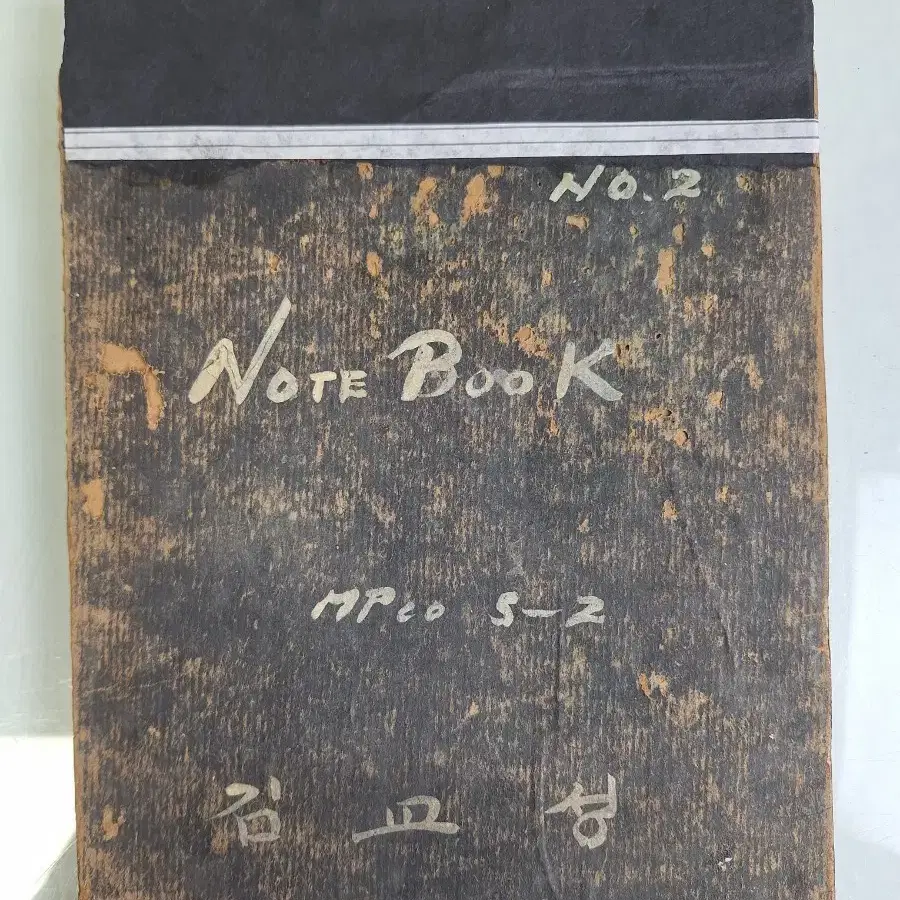 NO.2
NOTE BOOK
MPco S-2
김교성